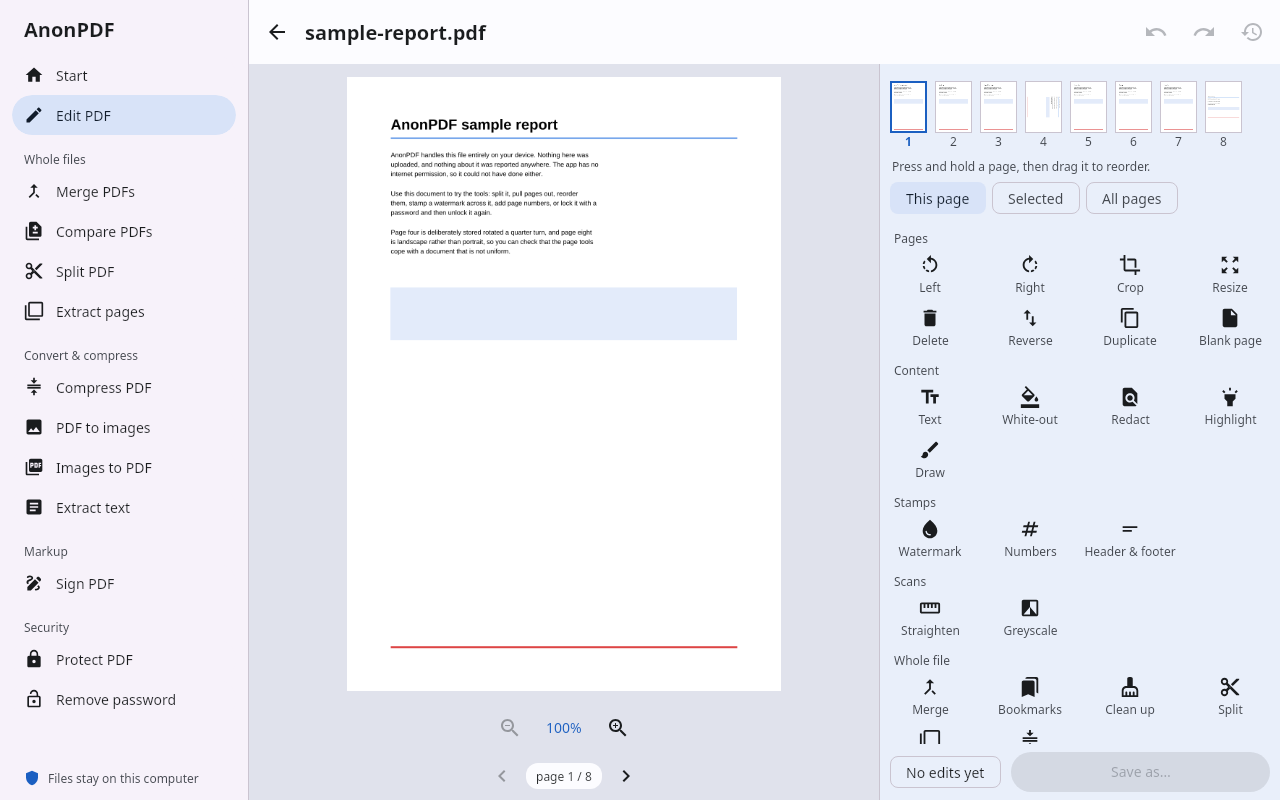 AnonPDF
Start
Edit PDF
Whole files
Merge PDFs
Compare PDFs
Split PDF
Extract pages
Convert & compress
Compress PDF
PDF to images
Images to PDF
Extract text
Markup
Sign PDF
Security
Protect PDF
Remove password
Files stay on this computer
sample-report.pdf
AnonPDF sample report
AnonPDF handles this file entirely on your device. Nothing here was
uploaded, and nothing about it was reported anywhere. The app has no
internet permission, so it could not have done either.
Use this document to try the tools: split it, pull pages out, reorder
them, stamp a watermark across it, add page numbers, or lock it with a
password and then unlock it again.
Page four is deliberately stored rotated a quarter turn, and page eight
is landscape rather than portrait, so you can check that the page tools
cope with a document that is not uniform.
100%
page 1 / 8
1 2 3 4 5 6 7 8
Press and hold a page, then drag it to reorder.
This page Selected All pages
Pages
Left Right Crop Resize
Delete Reverse Duplicate Blank page
Content
Text White-out Redact Highlight
Draw
Stamps
Watermark Numbers Header & footer
Scans
Straighten Greyscale
Whole file
Merge Bookmarks Clean up Split
No edits yet Save as...